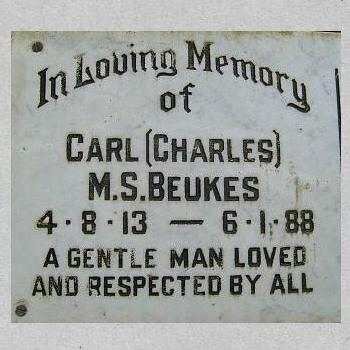 In Loving Memory
of
CARL (CHARLES)
M.S. BEUKES
4·8·13 — 6·1·88
A GENTLE MAN LOVED
AND RESPECTED BY ALL